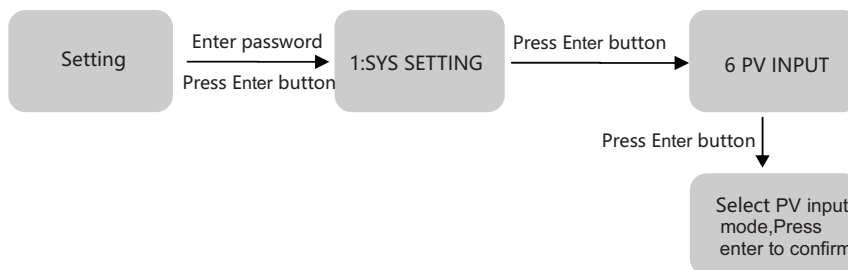 Setting
Enter password
Press Enter button
1:SYS SETTING
Press Enter button
6 PV INPUT
Press Enter button
Select PV input
mode,Press
enter to confirm